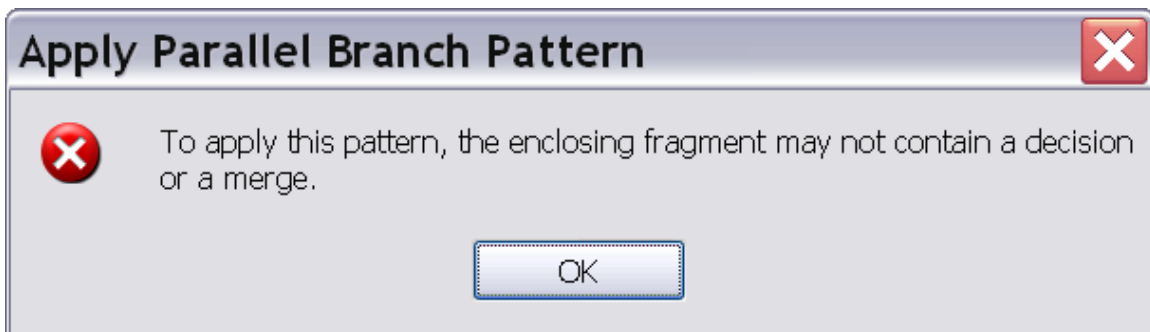 Apply Parallel Branch Pattern
To apply this pattern, the enclosing fragment may not contain a decision
or a merge.
OK